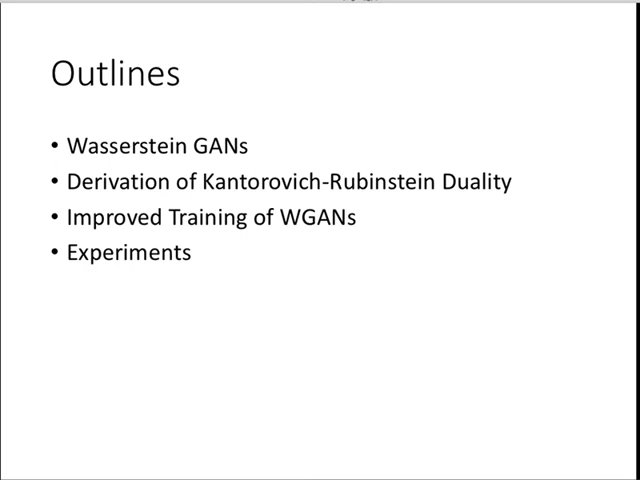 Outlines
• Wasserstein GANs
• Derivation of Kantorovich-Rubinstein Duality
• Improved Training of WGANs
• Experiments